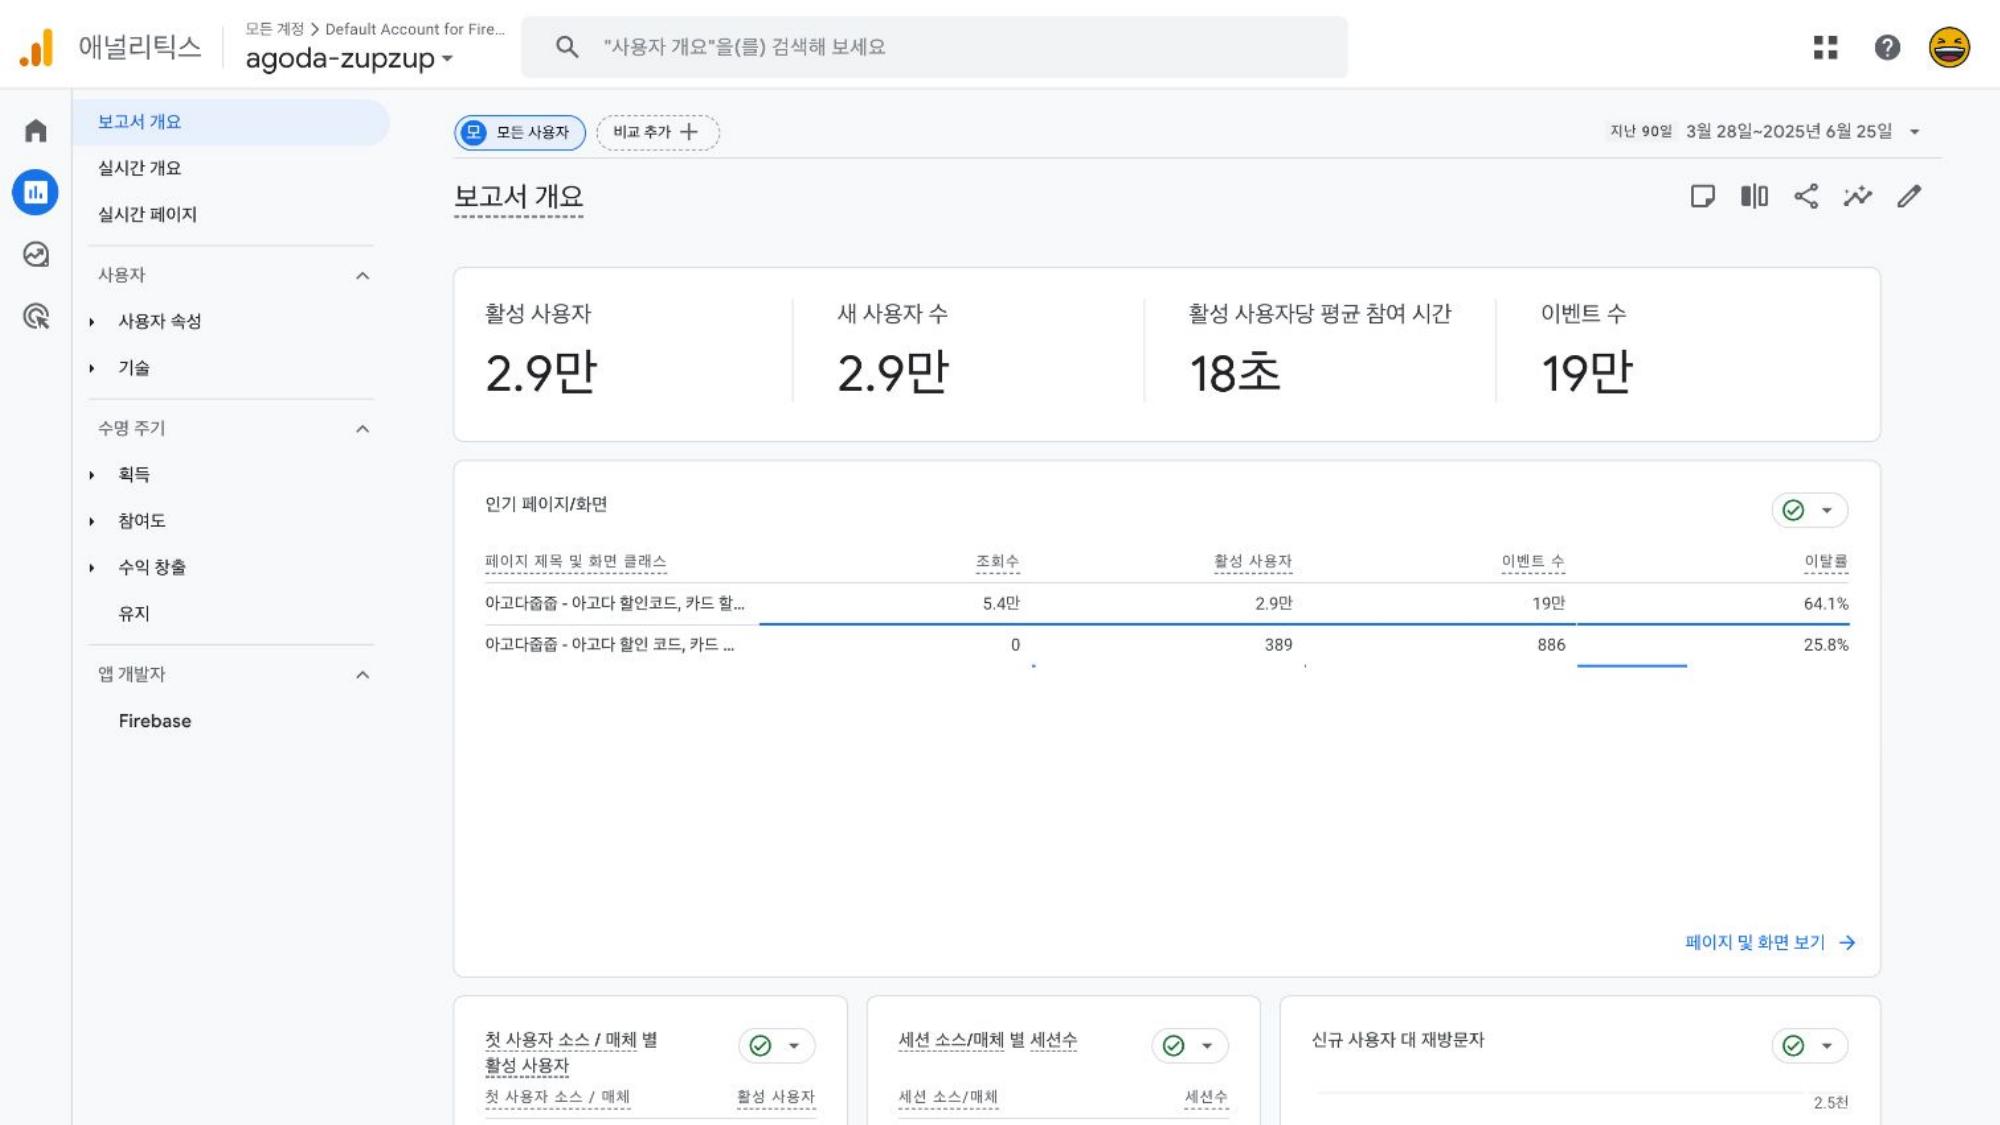 애널리틱스
모든 계정 > Default Account for Fire...
agoda-zupzup
"사용자 개요"을(를) 검색해 보세요
보고서 개요
실시간 개요
실시간 페이지
사용자
사용자 속성
기술
수명 주기
획득
참여도
수익 창출
유지
앱 개발자
Firebase
모 모든 사용자
비교 추가 +
지난 90일 3월 28일~2025년 6월 25일
보고서 개요
활성 사용자
2.9만
새 사용자 수
2.9만
활성 사용자당 평균 참여 시간
18초
이벤트 수
19만
인기 페이지/화면
페이지 제목 및 화면 클래스 조회수 활성 사용자 이벤트 수 이탈률
아고다줍줍 - 아고다 할인코드, 카드 할... 5.4만 2.9만 19만 64.1%
아고다줍줍 - 아고다 할인 코드, 카드 ... 0 389 886 25.8%
페이지 및 화면 보기 →
첫 사용자 소스 / 매체 별
활성 사용자
첫 사용자 소스 / 매체 활성 사용자
세션 소스/매체 별 세션수
세션 소스/매체 세션수
신규 사용자 대 재방문자
2.5천